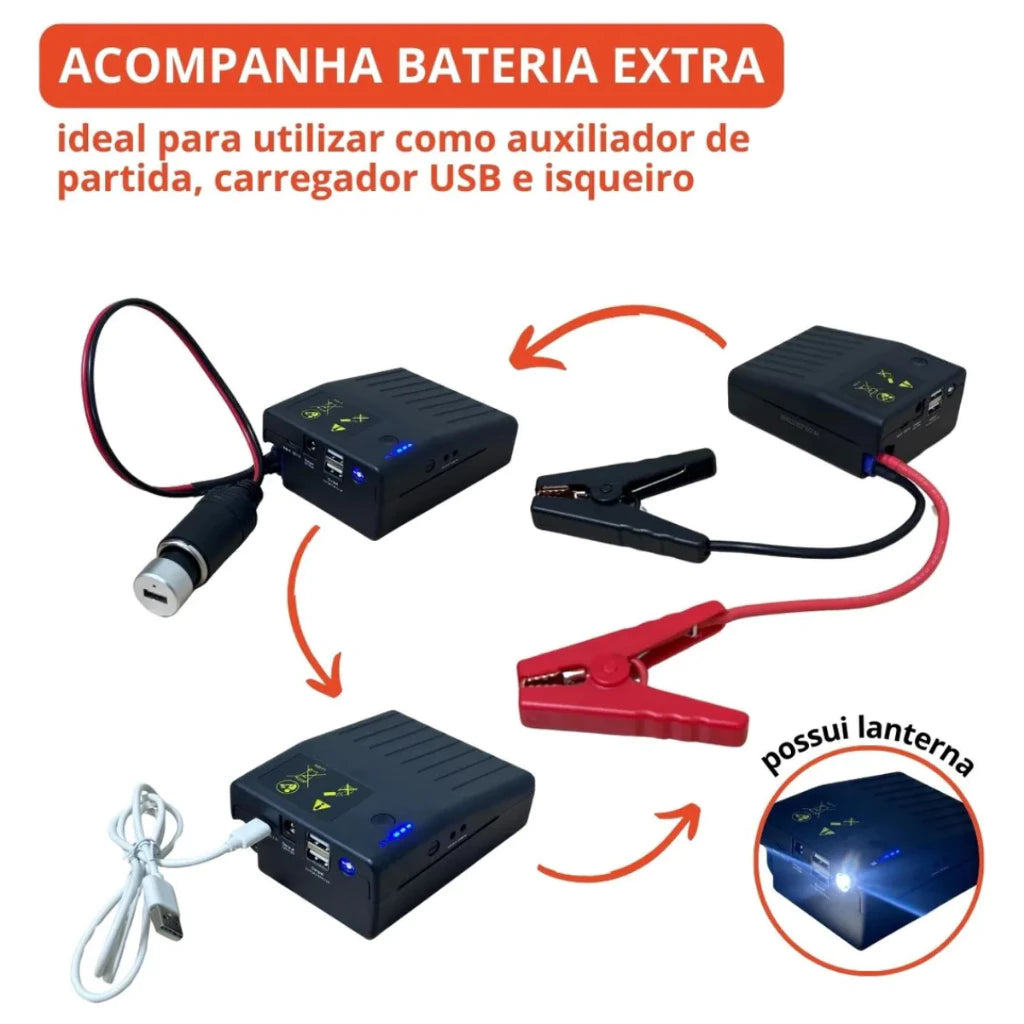 ACOMPANHA BATERIA EXTRA
ideal para utilizar como auxiliador de
partida, carregador USB e isqueiro
possui lanterna